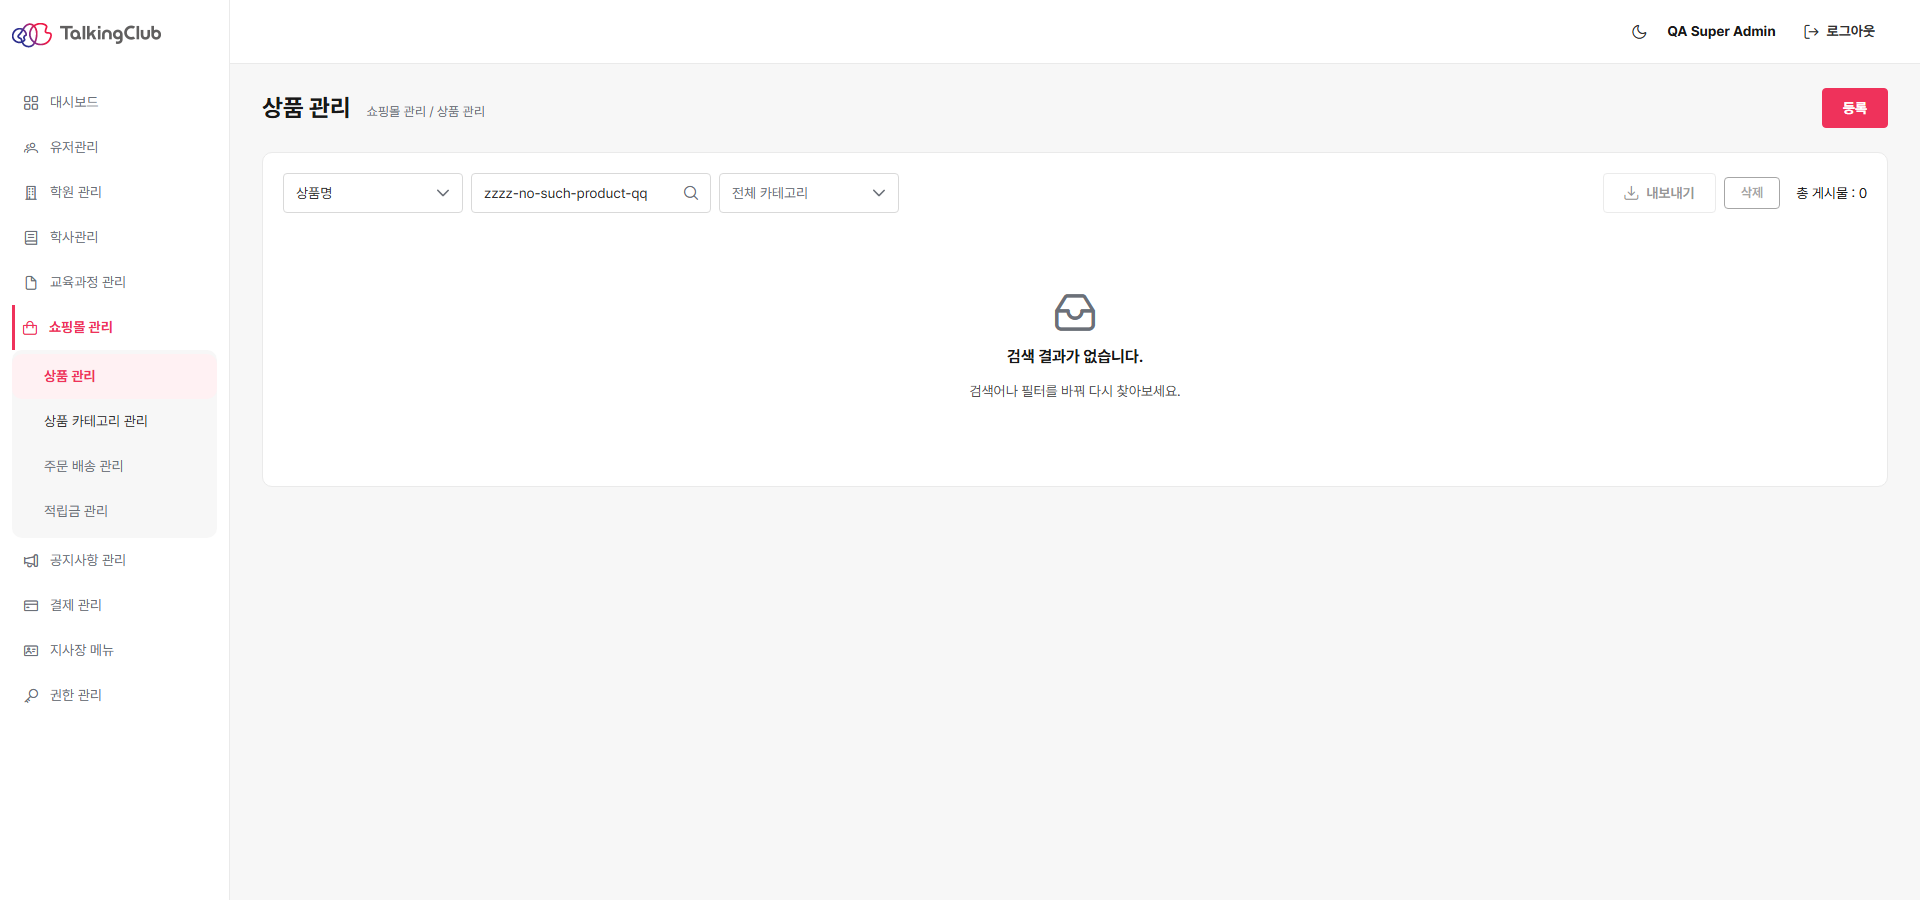 TalkingClub
QA Super Admin
로그아웃
대시보드
유저관리
학원 관리
학사관리
교육과정 관리
쇼핑몰 관리
상품 관리
상품 카테고리 관리
주문 배송 관리
적립금 관리
공지사항 관리
결제 관리
지사장 메뉴
권한 관리
상품 관리
쇼핑몰 관리 / 상품 관리
등록
상품명
zzzz-no-such-product-qq
전체 카테고리
내보내기
삭제
총 게시물 : 0
검색 결과가 없습니다.
검색어나 필터를 바꿔 다시 찾아보세요.